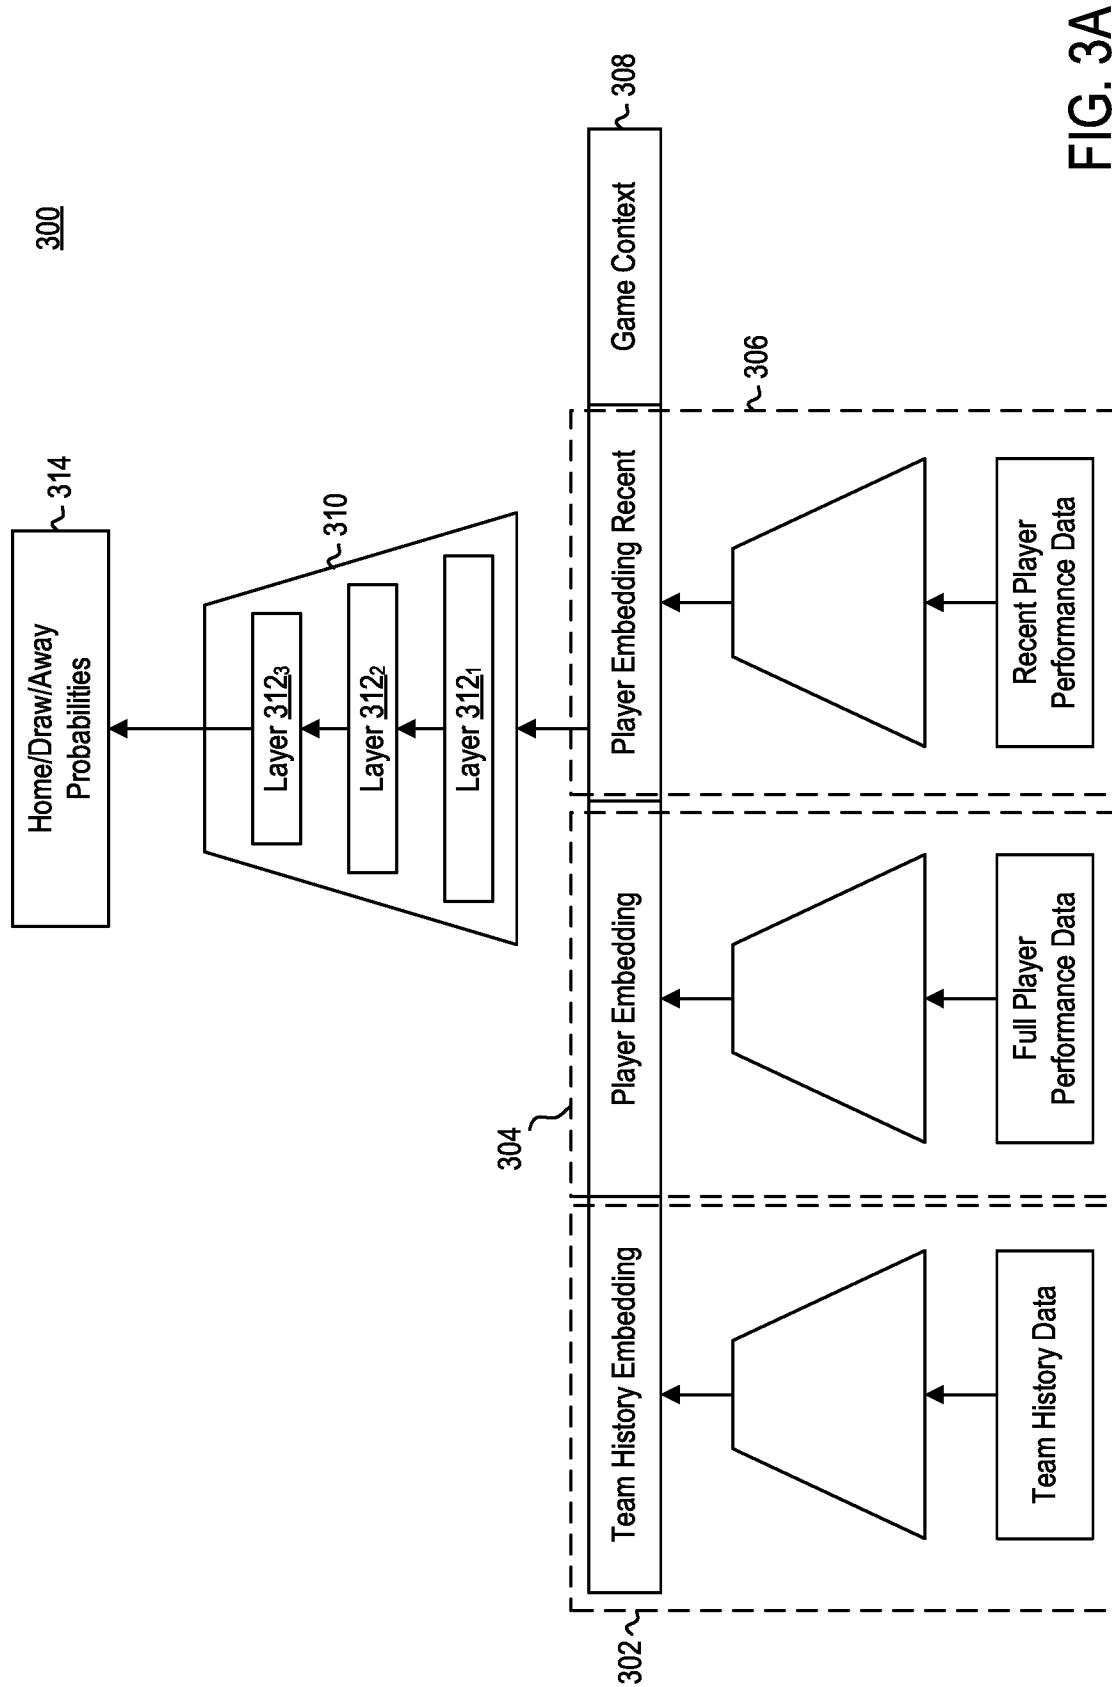 300
Home/Draw/Away
Probabilities
314
310
Layer 312₃
Layer 312₂
Layer 312₁
304
308
Team History Embedding
Player Embedding
Player Embedding Recent
Game Context
302
306
Team History Data
Full Player
Performance Data
Recent Player
Performance Data
FIG. 3A